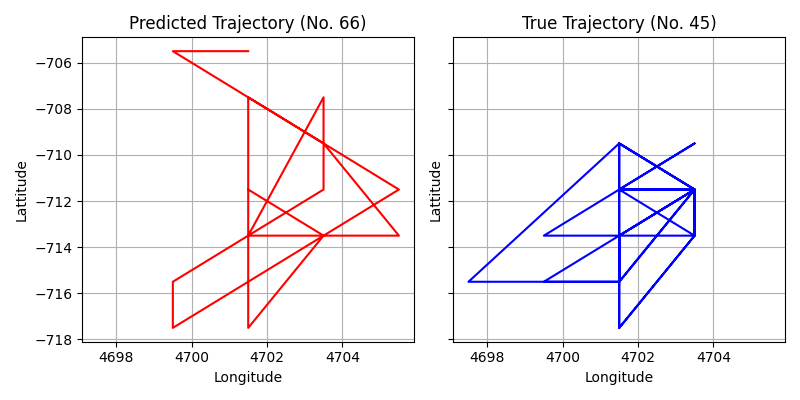 Predicted Trajectory (No. 66)
True Trajectory (No. 45)
−706
−708
−710
−712
−714
−716
−718
Lattitude
Lattitude
4698 4700 4702 4704
4698 4700 4702 4704
Longitude
Longitude